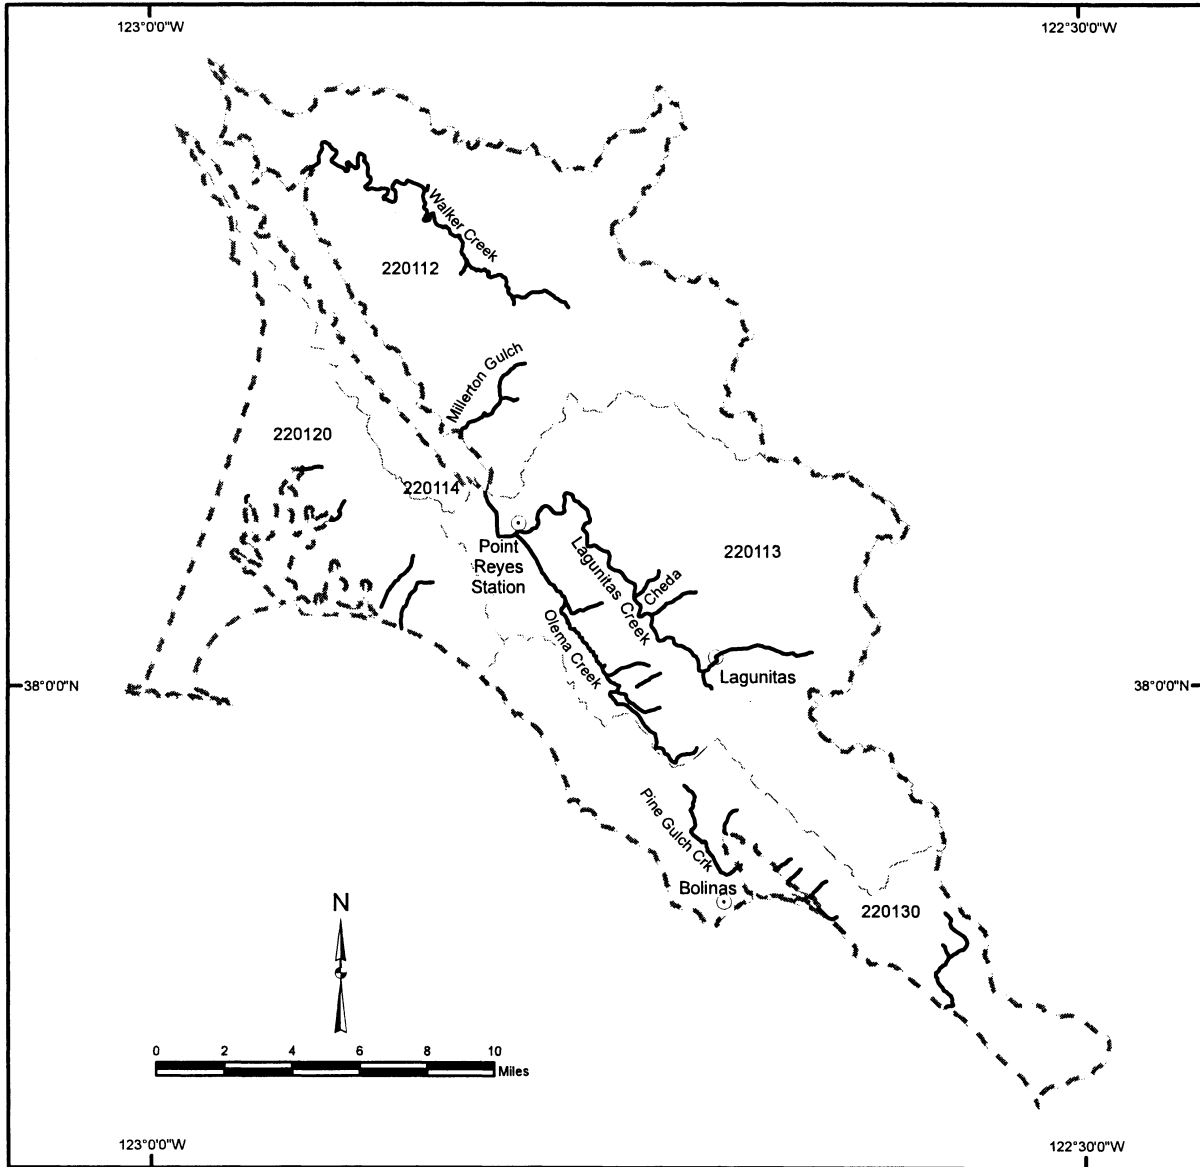 123°0'0"W
122°30'0"W
Walker Creek
220112
Millerton Gulch
220120
220114
Point
Reyes
Station
Lagunitas Creek
Cheda
220113
Olema Creek
Lagunitas
38°0'0"N
38°0'0"N
Pine Gulch Crk
Bolinas
220130
N
0 2 4 6 8 10
Miles
123°0'0"W
122°30'0"W